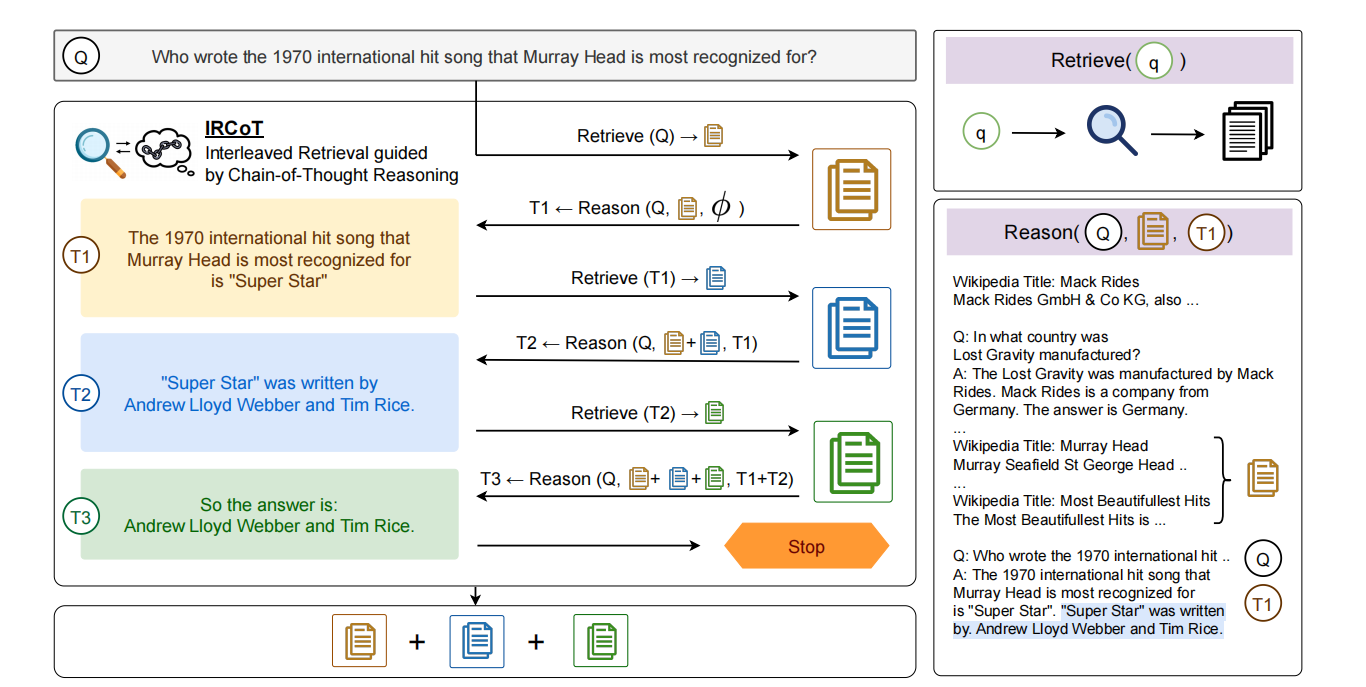 Q
Who wrote the 1970 international hit song that Murray Head is most recognized for?
IRCoT
Interleaved Retrieval guided
by Chain-of-Thought Reasoning
Retrieve (Q) →
T1 ← Reason (Q, , ϕ )
T1
The 1970 international hit song that
Murray Head is most recognized for
is "Super Star"
Retrieve (T1) →
T2 ← Reason (Q, + , T1)
T2
"Super Star" was written by
Andrew Lloyd Webber and Tim Rice.
Retrieve (T2) →
T3 ← Reason (Q, + + , T1+T2)
T3
So the answer is:
Andrew Lloyd Webber and Tim Rice.
Stop
+ +
Retrieve( q )
q
Reason( Q , , T1 )
Wikipedia Title: Mack Rides
Mack Rides GmbH & Co KG, also ...
Q: In what country was
Lost Gravity manufactured?
A: The Lost Gravity was manufactured by Mack
Rides. Mack Rides is a company from
Germany. The answer is Germany.
...
Wikipedia Title: Murray Head
Murray Seafield St George Head ..
...
Wikipedia Title: Most Beautifullest Hits
The Most Beautifullest Hits is ...
Q: Who wrote the 1970 international hit ..
Q
A: The 1970 international hit song that
Murray Head is most recognized for
T1
is "Super Star". "Super Star" was written
by. Andrew Lloyd Webber and Tim Rice.